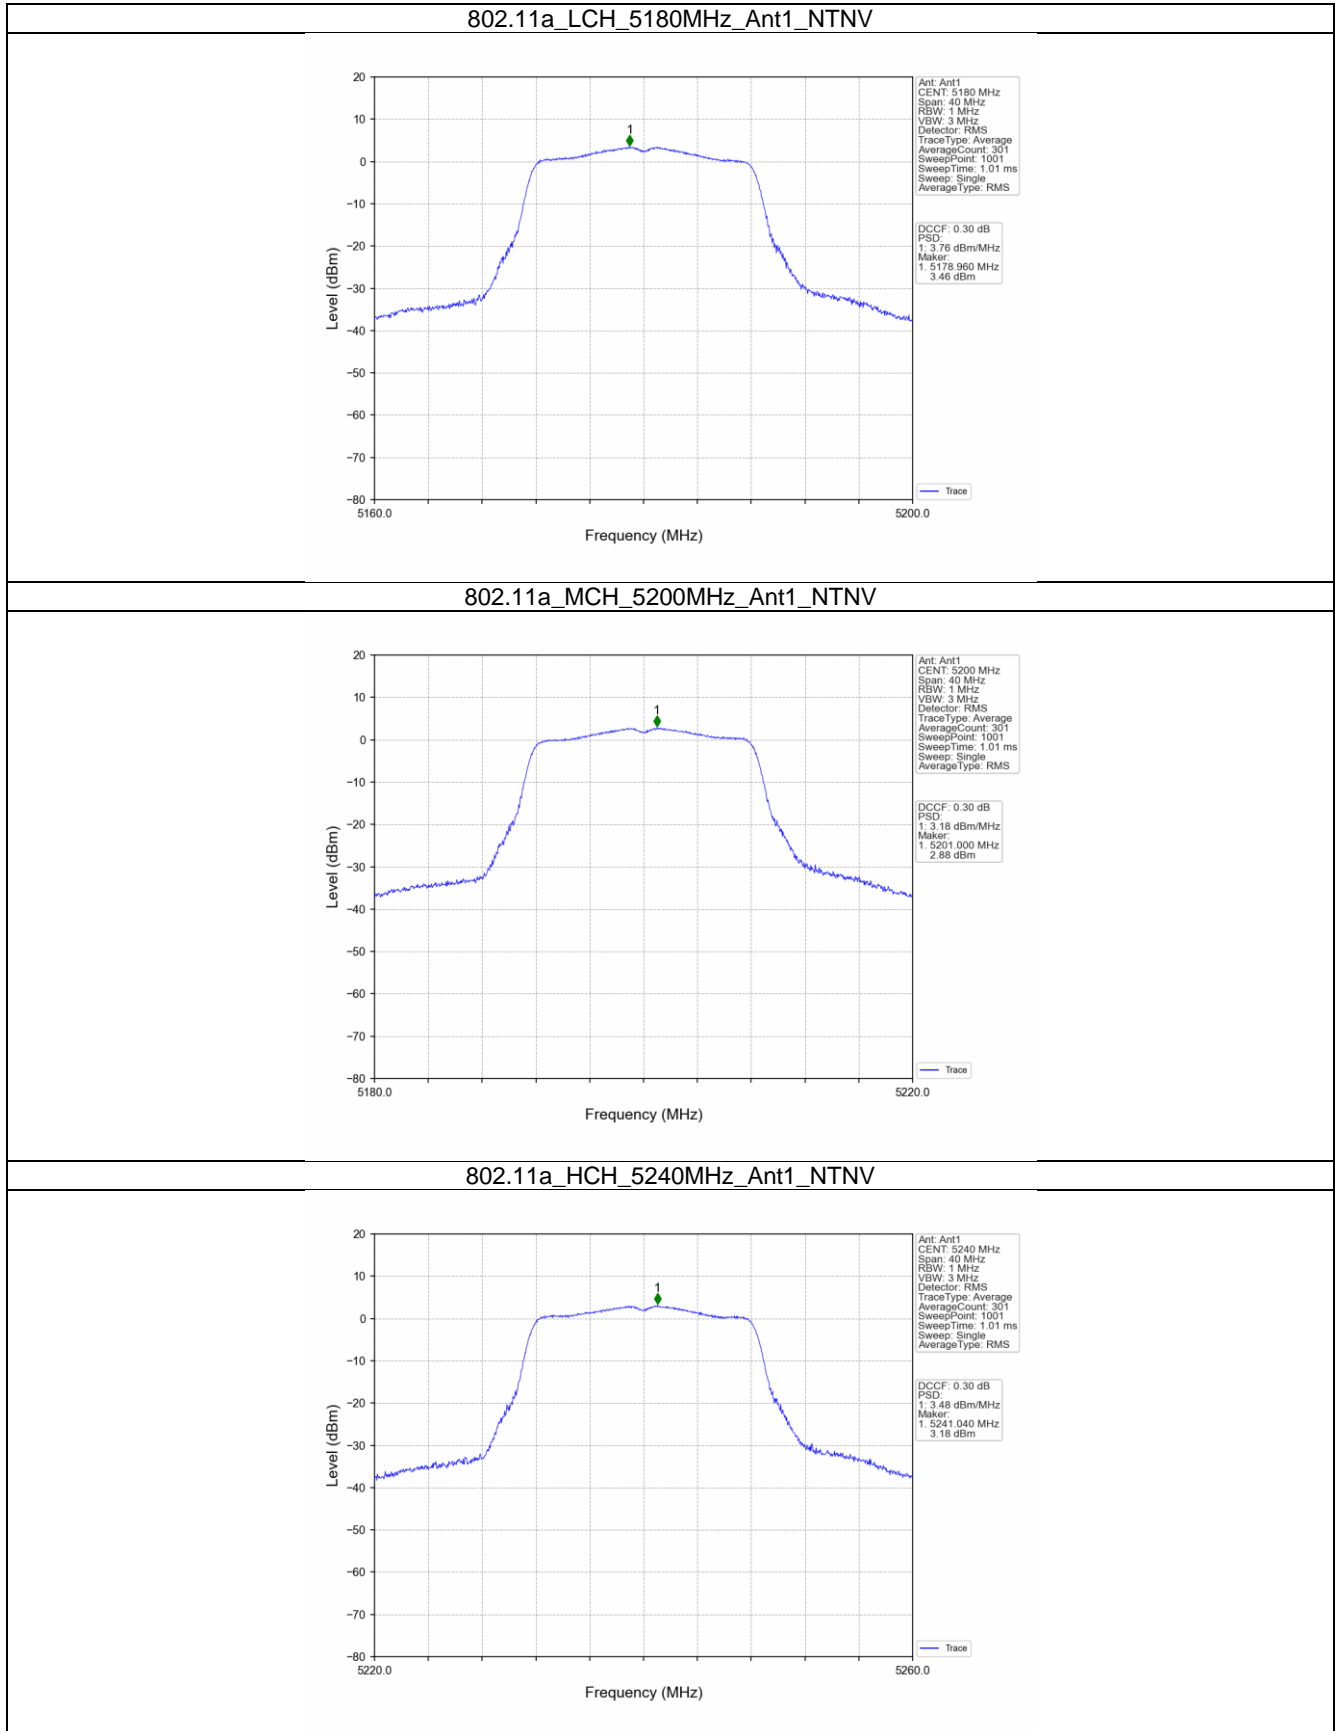 802.11a_LCH_5180MHz_Ant1_NTNV
20
10
0
−10
−20
−30
−40
−50
−60
−70
−80
Level (dBm)
1
5160.0
5200.0
Frequency (MHz)
Ant: Ant1
CENT: 5180 MHz
Span: 40 MHz
RBW: 1 MHz
VBW: 3 MHz
Detector: RMS
TraceType: Average
AverageCount: 301
SweepPoint: 1001
SweepTime: 1.01 ms
Sweep: Single
AverageType: RMS
DCCF: 0.30 dB
PSD:
1: 3.76 dBm/MHz
Maker:
1. 5178.960 MHz
3.46 dBm
Trace
802.11a_MCH_5200MHz_Ant1_NTNV
20
10
0
−10
−20
−30
−40
−50
−60
−70
−80
Level (dBm)
1
5180.0
5220.0
Frequency (MHz)
Ant: Ant1
CENT: 5200 MHz
Span: 40 MHz
RBW: 1 MHz
VBW: 3 MHz
Detector: RMS
TraceType: Average
AverageCount: 301
SweepPoint: 1001
SweepTime: 1.01 ms
Sweep: Single
AverageType: RMS
DCCF: 0.30 dB
PSD:
1: 3.18 dBm/MHz
Maker:
1. 5201.000 MHz
2.88 dBm
Trace
802.11a_HCH_5240MHz_Ant1_NTNV
20
10
0
−10
−20
−30
−40
−50
−60
−70
−80
Level (dBm)
1
5220.0
5260.0
Frequency (MHz)
Ant: Ant1
CENT: 5240 MHz
Span: 40 MHz
RBW: 1 MHz
VBW: 3 MHz
Detector: RMS
TraceType: Average
AverageCount: 301
SweepPoint: 1001
SweepTime: 1.01 ms
Sweep: Single
AverageType: RMS
DCCF: 0.30 dB
PSD:
1: 3.48 dBm/MHz
Maker:
1. 5241.040 MHz
3.18 dBm
Trace